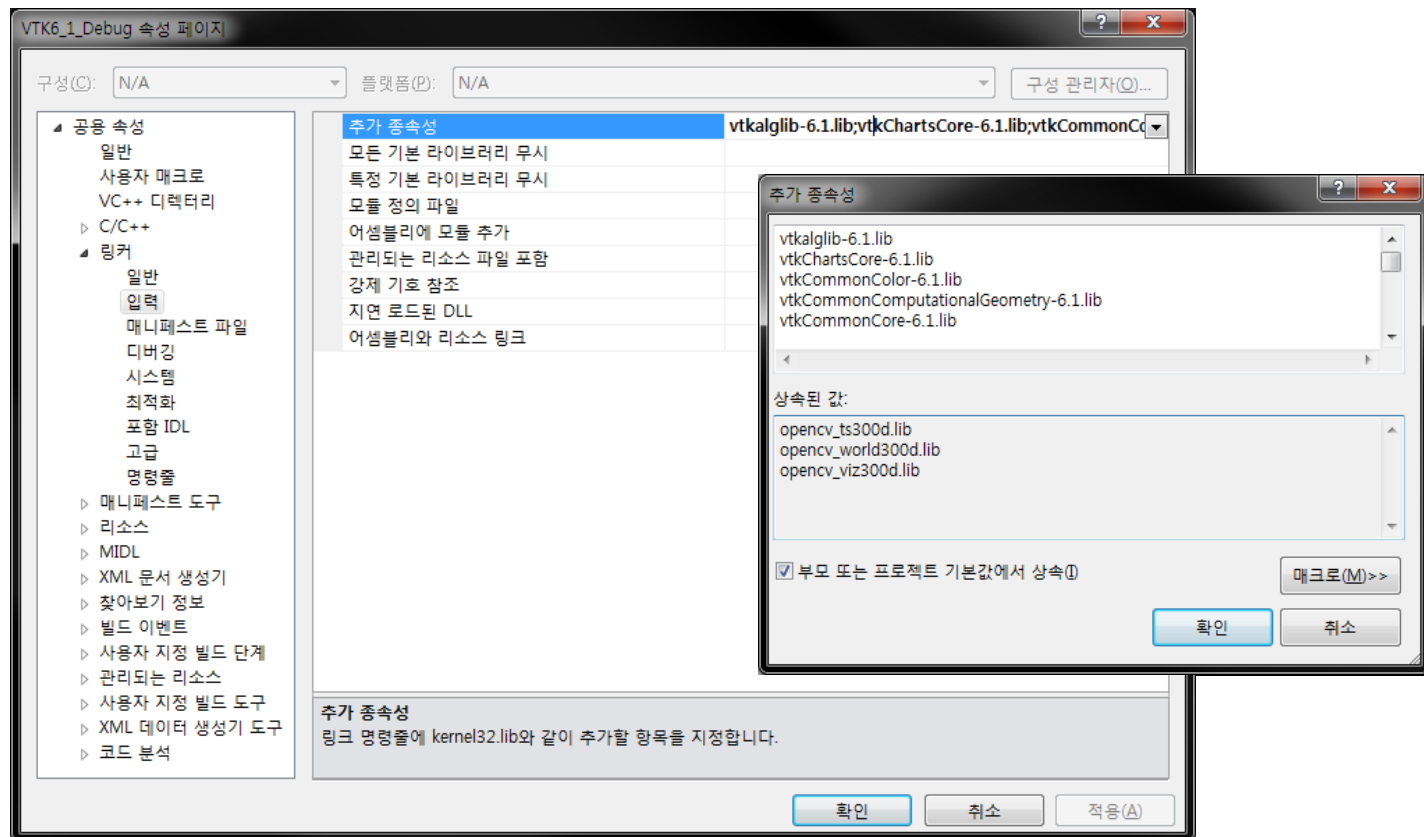 VTK6_1_Debug 속성 페이지
구성(C): N/A 플랫폼(P): N/A 구성 관리자(O)...
공용 속성
일반
사용자 매크로
VC++ 디렉터리
C/C++
링커
일반
입력
매니페스트 파일
디버깅
시스템
최적화
포함 IDL
고급
명령줄
매니페스트 도구
리소스
MIDL
XML 문서 생성기
찾아보기 정보
빌드 이벤트
사용자 지정 빌드 단계
관리되는 리소스
사용자 지정 빌드 도구
XML 데이터 생성기 도구
코드 분석
추가 종속성 vtkalglib-6.1.lib;vtkChartsCore-6.1.lib;vtkCommonCo
모든 기본 라이브러리 무시
특정 기본 라이브러리 무시
모듈 정의 파일
어셈블리에 모듈 추가
관리되는 리소스 파일 포함
강제 기호 참조
지연 로드된 DLL
어셈블리와 리소스 링크
추가 종속성
링크 명령줄에 kernel32.lib와 같이 추가할 항목을 지정합니다.
확인 취소 적용(A)
추가 종속성
vtkalglib-6.1.lib
vtkChartsCore-6.1.lib
vtkCommonColor-6.1.lib
vtkCommonComputationalGeometry-6.1.lib
vtkCommonCore-6.1.lib
상속된 값:
opencv_ts300d.lib
opencv_world300d.lib
opencv_viz300d.lib
부모 또는 프로젝트 기본값에서 상속(I)
매크로(M)>>
확인 취소